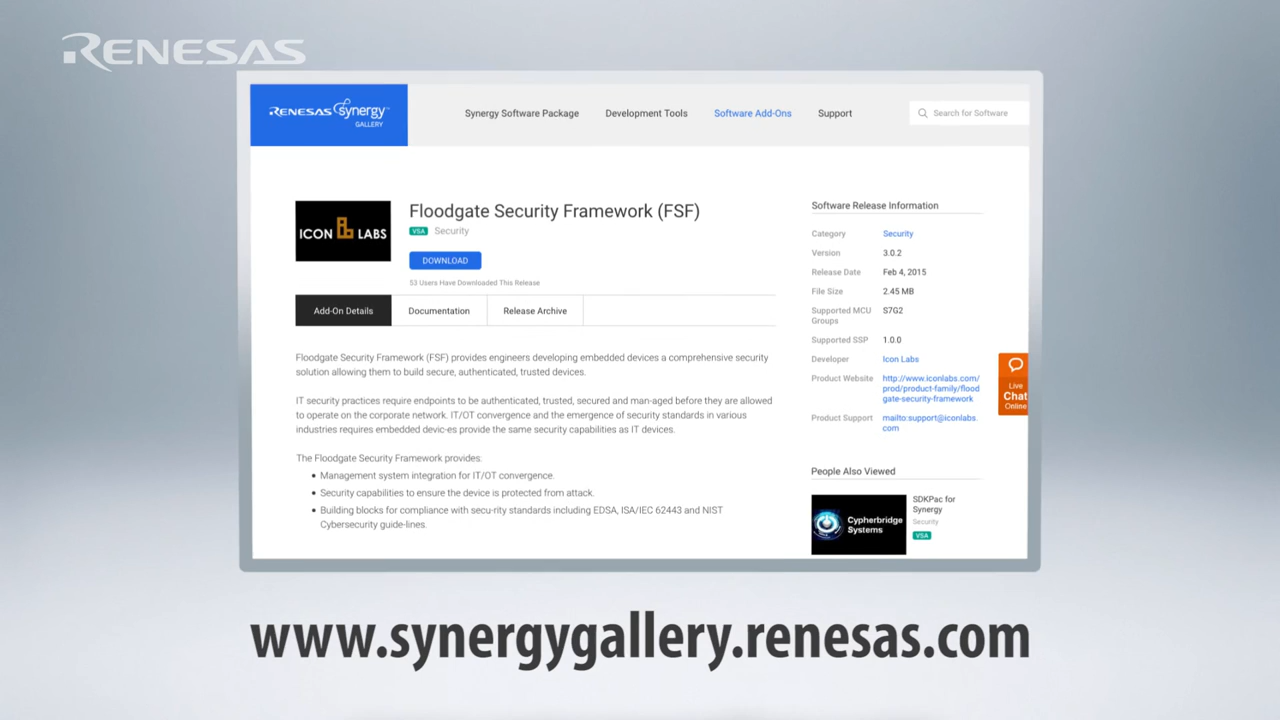 RENESAS
RENESAS synergy™
GALLERY
Synergy Software Package
Development Tools
Software Add-Ons
Support
Search for Software
ICON LABS
Floodgate Security Framework (FSF)
VSA Security
DOWNLOAD
53 Users Have Downloaded This Release
Add-On Details
Documentation
Release Archive
Floodgate Security Framework (FSF) provides engineers developing embedded devices a comprehensive security
solution allowing them to build secure, authenticated, trusted devices.
IT security practices require endpoints to be authenticated, trusted, secured and man-aged before they are allowed
to operate on the corporate network. IT/OT convergence and the emergence of security standards in various
industries requires embedded devic-es provide the same security capabilities as IT devices.
The Floodgate Security Framework provides:
• Management system integration for IT/OT convergence.
• Security capabilities to ensure the device is protected from attack.
• Building blocks for compliance with secu-rity standards including EDSA, ISA/IEC 62443 and NIST
Cybersecurity guide-lines.
Software Release Information
Category Security
Version 3.0.2
Release Date Feb 4, 2015
File Size 2.45 MB
Supported MCU S7G2
Groups
Supported SSP 1.0.0
Developer Icon Labs
Product Website http://www.iconlabs.com/
prod/product-family/flood
gate-security-framework
Product Support mailto:support@iconlabs.
com
Live
Chat
Online
People Also Viewed
Cypherbridge
Systems
SDKPac for
Synergy
Security
VSA
www.synergygallery.renesas.com